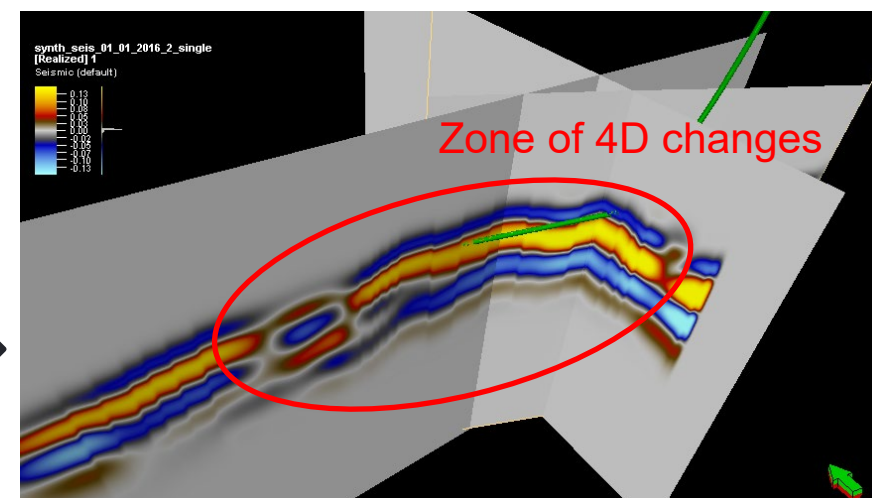 synth_seis_01_01_2016_2_single
[Realized] 1
Seismic (default)
0.13
0.10
0.08
0.05
0.03
0.00
-0.02
-0.05
-0.07
-0.10
-0.13
Zone of 4D changes